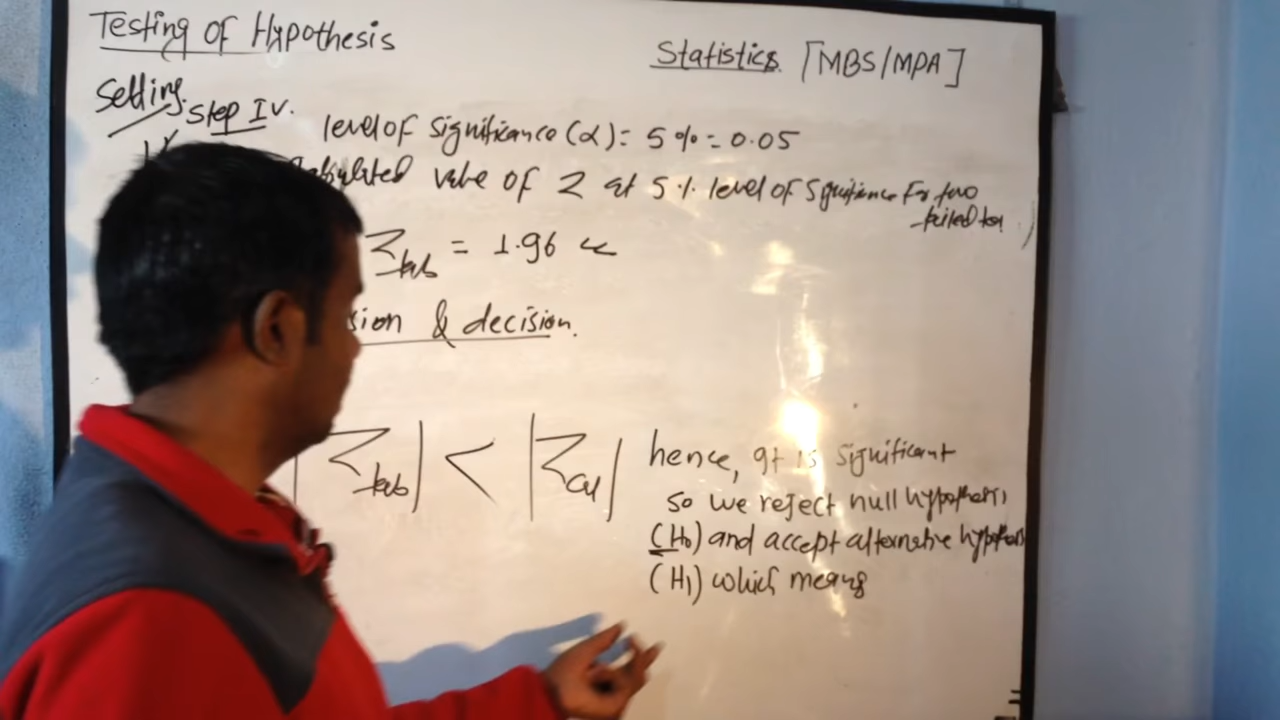 Testing of Hypothesis
Statistics [MBS/MPA]
Setting
Step IV.
level of significance (α) = 5% = 0.05
value of Z at 5% level of significance for two
tailed test
Ztab = 1.96
sion & decision.
|Ztab| < |Zcal|
hence, It is significant
so we reject null hypothesis
(H₀) and accept alternative hypothesis
(H₁) which means